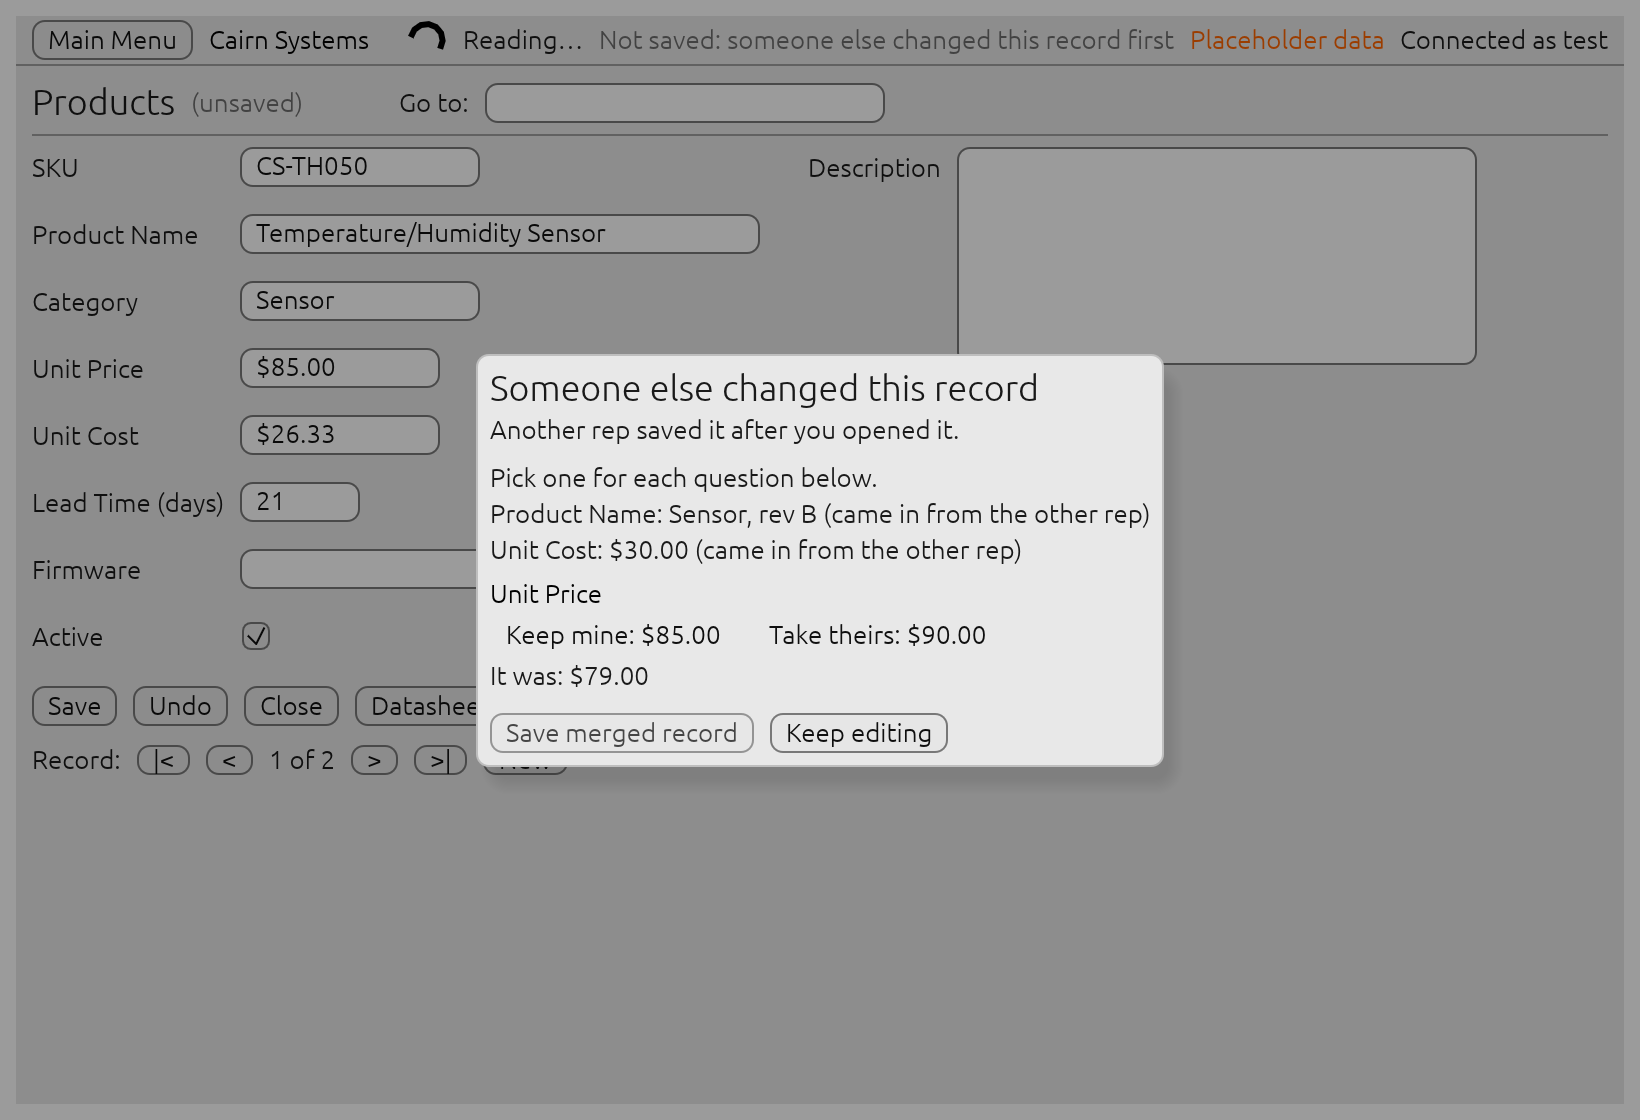 Main Menu Cairn Systems Reading... Not saved: someone else changed this record first Placeholder data Connected as test
Products (unsaved) Go to:
SKU CS-TH050 Description
Product Name Temperature/Humidity Sensor
Category Sensor
Unit Price $85.00
Unit Cost $26.33
Lead Time (days) 21
Firmware
Active
Save Undo Close
Record: |< < 1 of 2 > >|
Someone else changed this record
Another rep saved it after you opened it.
Pick one for each question below.
Product Name: Sensor, rev B (came in from the other rep)
Unit Cost: $30.00 (came in from the other rep)
Unit Price
Keep mine: $85.00 Take theirs: $90.00
It was: $79.00
Save merged record Keep editing